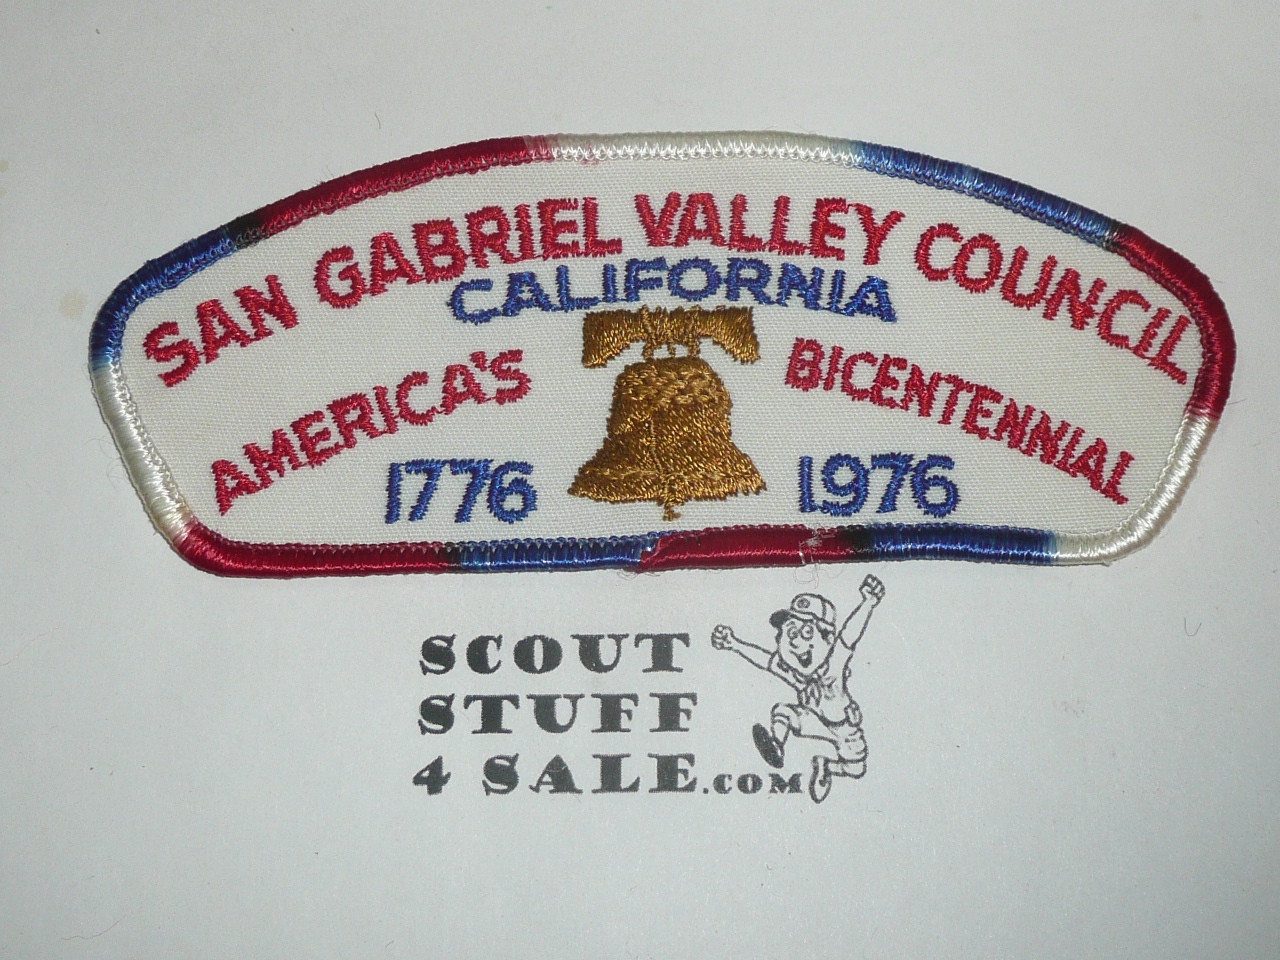 SAN GABRIEL VALLEY COUNCIL
CALIFORNIA
AMERICA'S BICENTENNIAL
1776 1976
SCOUT
STUFF
4 SALE.COM